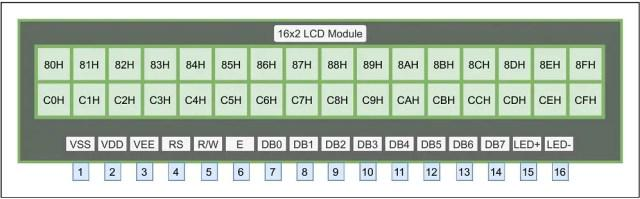 16x2 LCD Module
80H 81H 82H 83H 84H 85H 86H 87H 88H 89H 8AH 8BH 8CH 8DH 8EH 8FH
C0H C1H C2H C3H C4H C5H C6H C7H C8H C9H CAH CBH CCH CDH CEH CFH
VSS VDD VEE RS R/W E DB0 DB1 DB2 DB3 DB4 DB5 DB6 DB7 LED+ LED-
1 2 3 4 5 6 7 8 9 10 11 12 13 14 15 16